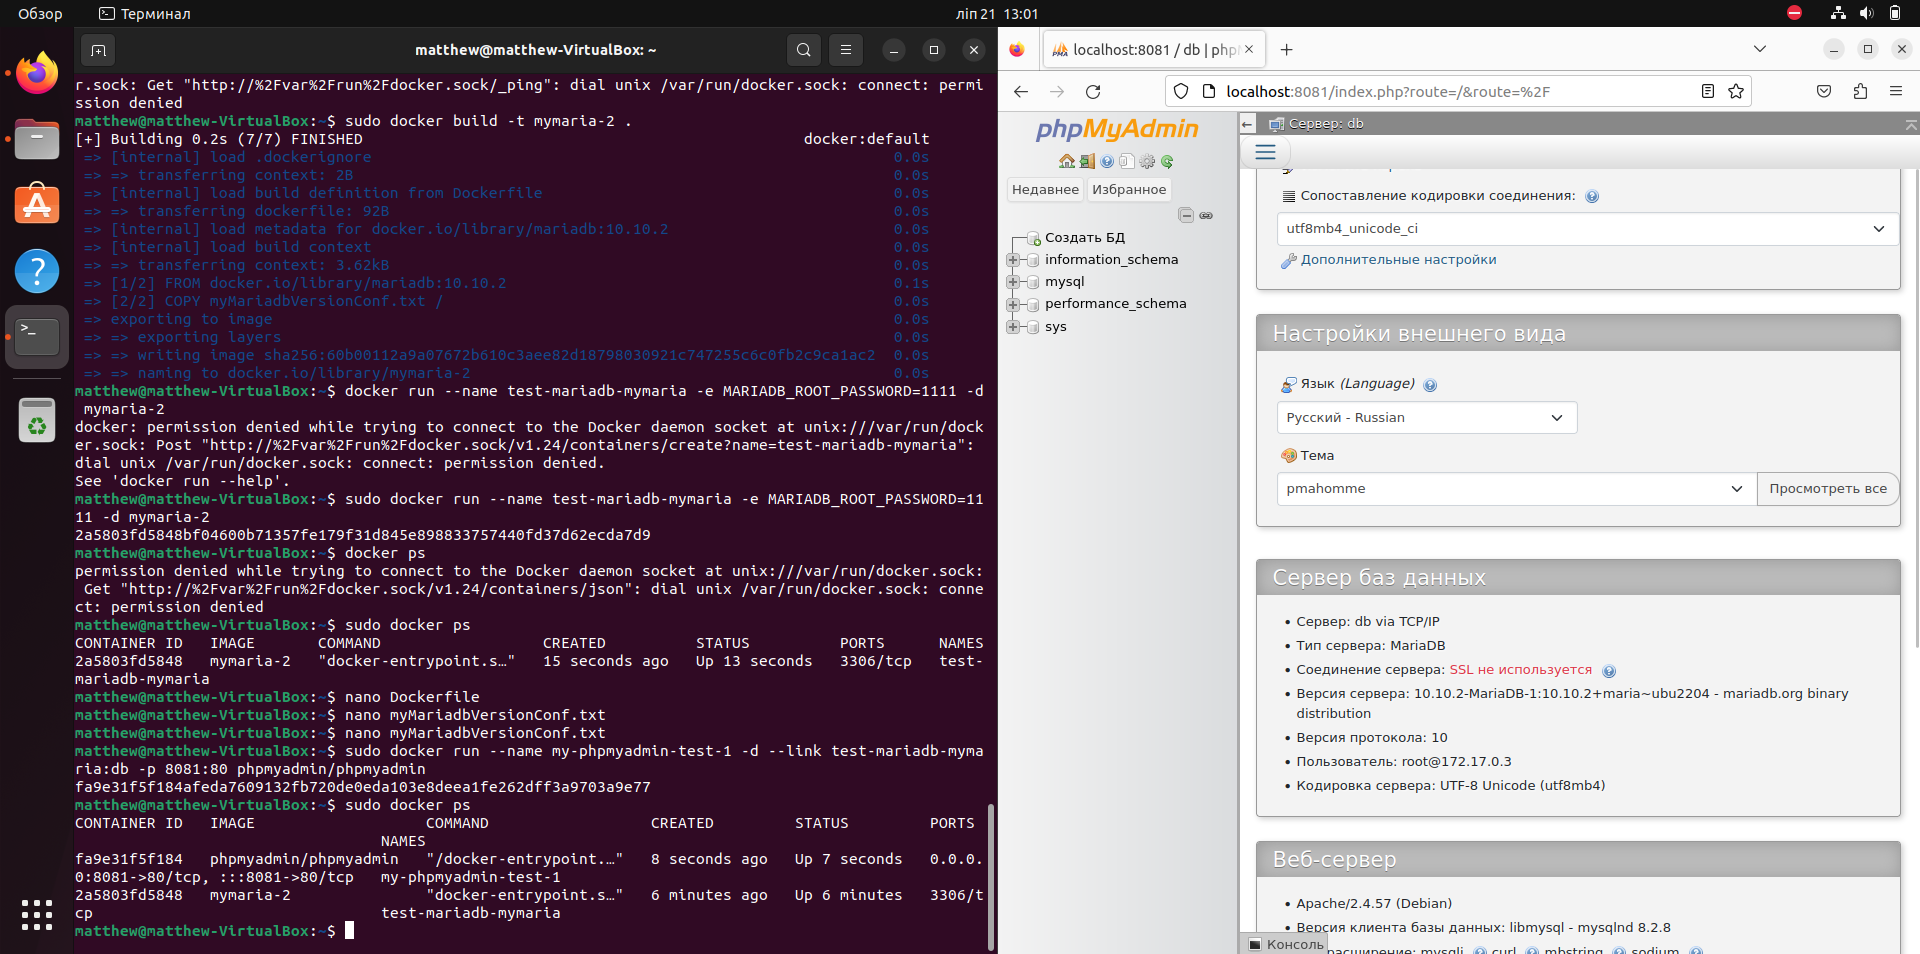 Обзор
Терминал
ліп 21 13:01
matthew@matthew-VirtualBox: ~
r.sock: Get "http://%2Fvar%2Frun%2Fdocker.sock/_ping": dial unix /var/run/docker.sock: connect: permi
ssion denied
matthew@matthew-VirtualBox:~$ sudo docker build -t mymaria-2 .
[+] Building 0.2s (7/7) FINISHED docker:default
=> [internal] load .dockerignore 0.0s
=> => transferring context: 2B 0.0s
=> [internal] load build definition from Dockerfile 0.0s
=> => transferring dockerfile: 92B 0.0s
=> [internal] load metadata for docker.io/library/mariadb:10.10.2 0.0s
=> [internal] load build context 0.0s
=> => transferring context: 3.62kB 0.0s
=> [1/2] FROM docker.io/library/mariadb:10.10.2 0.1s
=> [2/2] COPY myMariadbVersionConf.txt / 0.0s
=> exporting to image 0.0s
=> => exporting layers 0.0s
=> => writing image sha256:60b00112a9a07672b610c3aee82d18798030921c747255c6c0fb2c9ca1ac2 0.0s
=> => naming to docker.io/library/mymaria-2 0.0s
matthew@matthew-VirtualBox:~$ docker run --name test-mariadb-mymaria -e MARIADB_ROOT_PASSWORD=1111 -d
mymaria-2
docker: permission denied while trying to connect to the Docker daemon socket at unix:///var/run/dock
er.sock: Post "http://%2Fvar%2Frun%2Fdocker.sock/v1.24/containers/create?name=test-mariadb-mymaria":
dial unix /var/run/docker.sock: connect: permission denied.
See 'docker run --help'.
matthew@matthew-VirtualBox:~$ sudo docker run --name test-mariadb-mymaria -e MARIADB_ROOT_PASSWORD=11
11 -d mymaria-2
2a5803fd5848bf04600b71357fe179f31d845e898833757440fd37d62ecda7d9
matthew@matthew-VirtualBox:~$ docker ps
permission denied while trying to connect to the Docker daemon socket at unix:///var/run/docker.sock:
Get "http://%2Fvar%2Frun%2Fdocker.sock/v1.24/containers/json": dial unix /var/run/docker.sock: conne
ct: permission denied
matthew@matthew-VirtualBox:~$ sudo docker ps
CONTAINER ID IMAGE COMMAND CREATED STATUS PORTS NAMES
2a5803fd5848 mymaria-2 "docker-entrypoint.s…" 15 seconds ago Up 13 seconds 3306/tcp test-
mariadb-mymaria
matthew@matthew-VirtualBox:~$ nano Dockerfile
matthew@matthew-VirtualBox:~$ nano myMariadbVersionConf.txt
matthew@matthew-VirtualBox:~$ nano myMariadbVersionConf.txt
matthew@matthew-VirtualBox:~$ sudo docker run --name my-phpmyadmin-test-1 -d --link test-mariadb-myma
ria:db -p 8081:80 phpmyadmin/phpmyadmin
fa9e31f5f184afeda7609132fb720de0eda103e8deea1fe262dff3a9703a9e77
matthew@matthew-VirtualBox:~$ sudo docker ps
CONTAINER ID IMAGE COMMAND CREATED STATUS PORTS
NAMES
fa9e31f5f184 phpmyadmin/phpmyadmin "/docker-entrypoint.…" 8 seconds ago Up 7 seconds 0.0.0.
0:8081->80/tcp, :::8081->80/tcp my-phpmyadmin-test-1
2a5803fd5848 mymaria-2 "docker-entrypoint.s…" 6 minutes ago Up 6 minutes 3306/t
cp test-mariadb-mymaria
matthew@matthew-VirtualBox:~$
localhost:8081 / db | phpM
localhost:8081/index.php?route=/&route=%2F
phpMyAdmin
Недавнее
Избранное
Создать БД
information_schema
mysql
performance_schema
sys
Сервер: db
Сопоставление кодировки соединения:
utf8mb4_unicode_ci
Дополнительные настройки
Настройки внешнего вида
Язык (Language)
Русский - Russian
Тема
pmahomme
Просмотреть все
Сервер баз данных
• Сервер: db via TCP/IP
• Тип сервера: MariaDB
• Соединение сервера: SSL не используется
• Версия сервера: 10.10.2-MariaDB-1:10.10.2+maria~ubu2204 - mariadb.org binary
distribution
• Версия протокола: 10
• Пользователь: root@172.17.0.3
• Кодировка сервера: UTF-8 Unicode (utf8mb4)
Веб-сервер
• Apache/2.4.57 (Debian)
• Версия клиента базы данных: libmysql - mysqlnd 8.2.8
расширение: mysqli curl mbstring sodium
Консоль